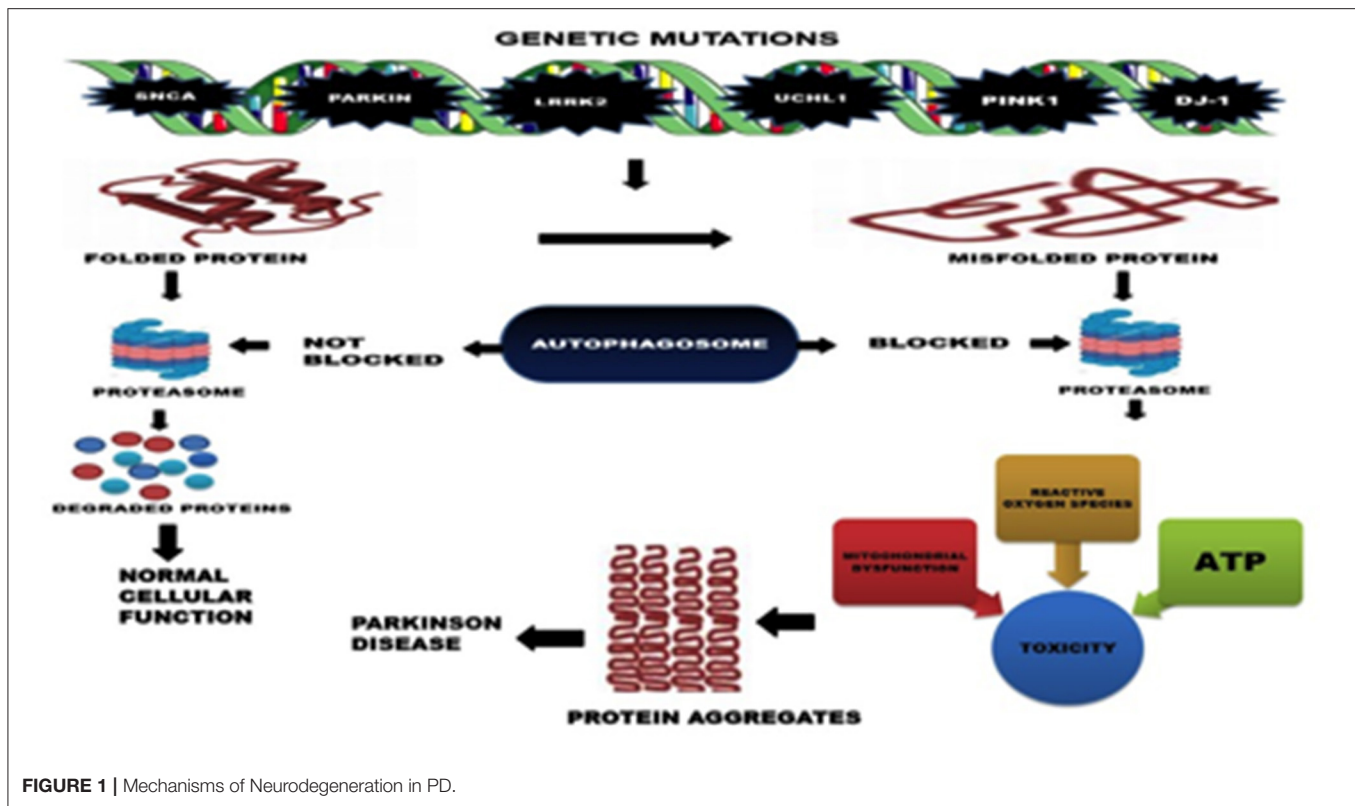 GENETIC MUTATIONS
SNCA
PARKIN
LRRK2
UCHL1
PINK1
DJ-1
FOLDED PROTEIN
MISFOLDED PROTEIN
NOT
BLOCKED
AUTOPHAGOSOME
BLOCKED
PROTEASOME
PROTEASOME
DEGRADED PROTEINS
NORMAL
CELLULAR
FUNCTION
REACTIVE
OXYGEN SPECIES
MITOCHONDRIAL
DYSFUNCTION
ATP
TOXICITY
PARKINSON
DISEASE
PROTEIN AGGREGATES
FIGURE 1 | Mechanisms of Neurodegeneration in PD.